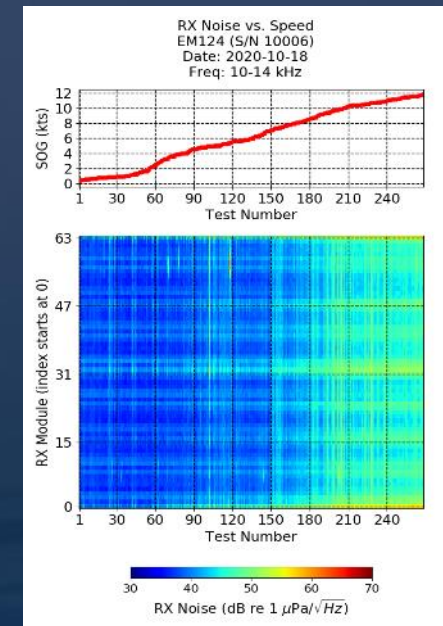 RX Noise vs. Speed
EM124 (S/N 10006)
Date: 2020-10-18
Freq: 10-14 kHz
SOG (kts)
12
10
8
6
4
2
0
1 30 60 90 120 150 180 210 240
Test Number
RX Module (index starts at 0)
63
47
31
15
0
1 30 60 90 120 150 180 210 240
Test Number
30 40 50 60 70
RX Noise (dB re 1 μPa/√Hz)